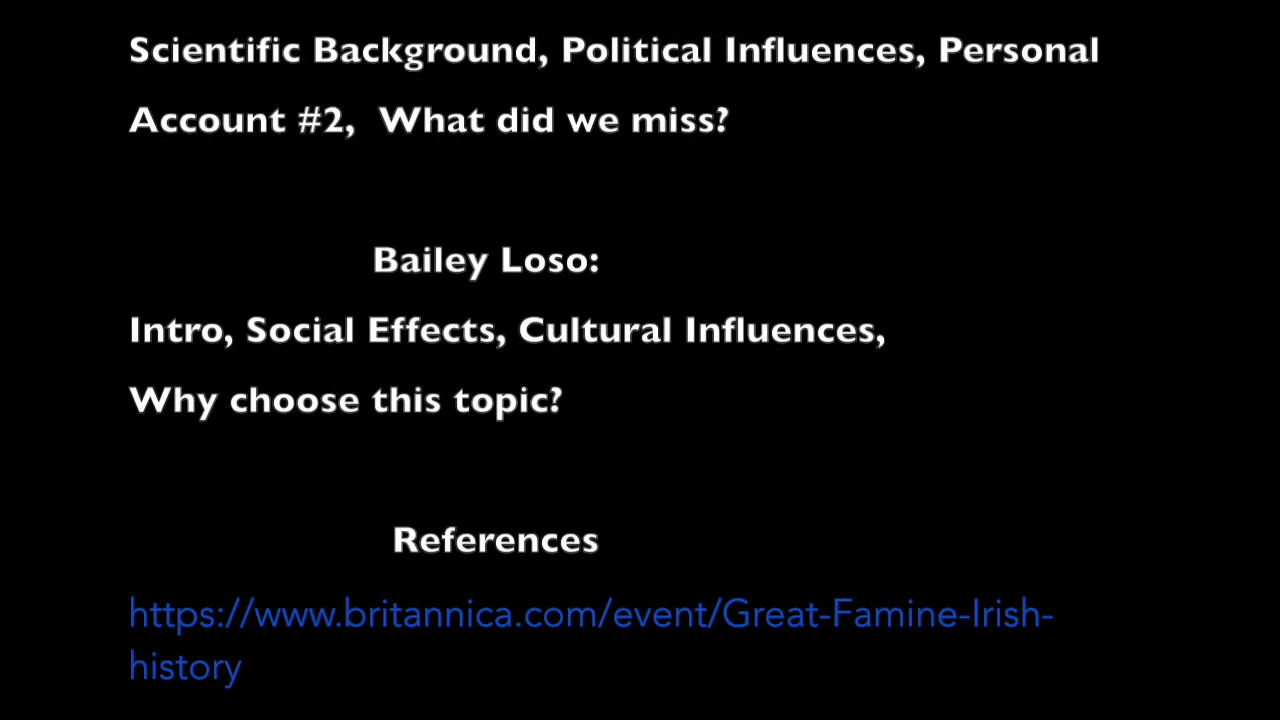 Scientific Background, Political Influences, Personal
Account #2, What did we miss?
Bailey Loso:
Intro, Social Effects, Cultural Influences,
Why choose this topic?
References
https://www.britannica.com/event/Great-Famine-Irish-
history